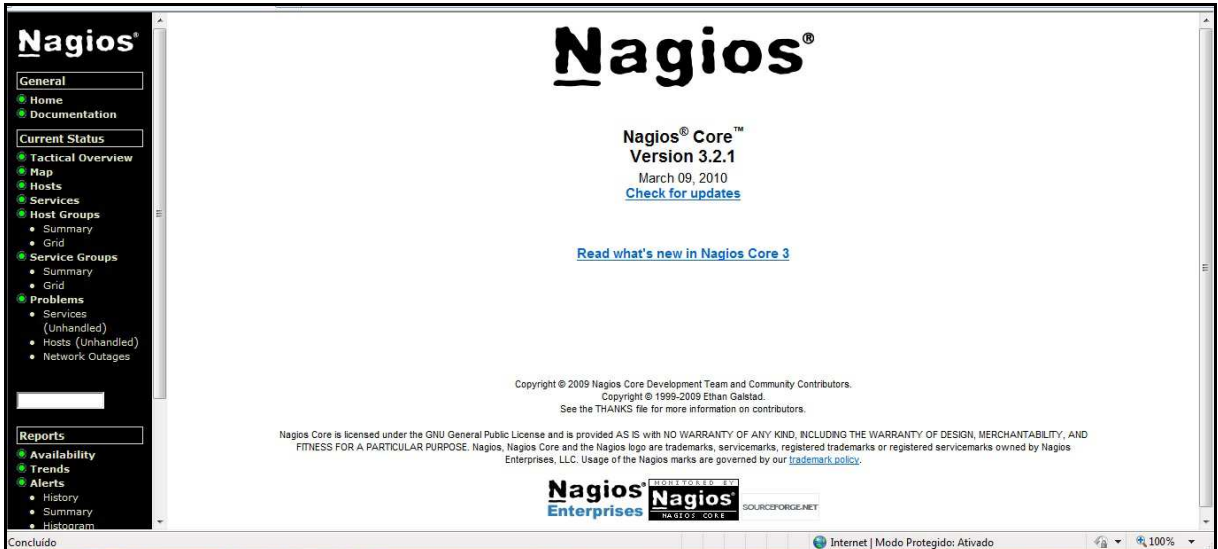 Nagios®
General
Home
Documentation
Current Status
Tactical Overview
Map
Hosts
Services
Host Groups
Summary
Grid
Service Groups
Summary
Grid
Problems
Services
(Unhandled)
Hosts (Unhandled)
Network Outages
Reports
Availability
Trends
Alerts
History
Summary
Histogram
Nagios®
Nagios® Core™
Version 3.2.1
March 09, 2010
Check for updates
Read what's new in Nagios Core 3
Copyright © 2009 Nagios Core Development Team and Community Contributors.
Copyright © 1999-2009 Ethan Galstad.
See the THANKS file for more information on contributors.
Nagios Core is licensed under the GNU General Public License and is provided AS IS with NO WARRANTY OF ANY KIND, INCLUDING THE WARRANTY OF DESIGN, MERCHANTABILITY, AND
FITNESS FOR A PARTICULAR PURPOSE. Nagios, Nagios Core and the Nagios logo are trademarks, servicemarks, registered trademarks or registered servicemarks owned by Nagios
Enterprises, LLC. Usage of the Nagios marks are governed by our trademark policy.
Nagios®
Enterprises
MONITORED BY
Nagios®
NAGIOS CORE
SOURCEFORGE.NET
Concluído
Internet | Modo Protegido: Ativado
100%